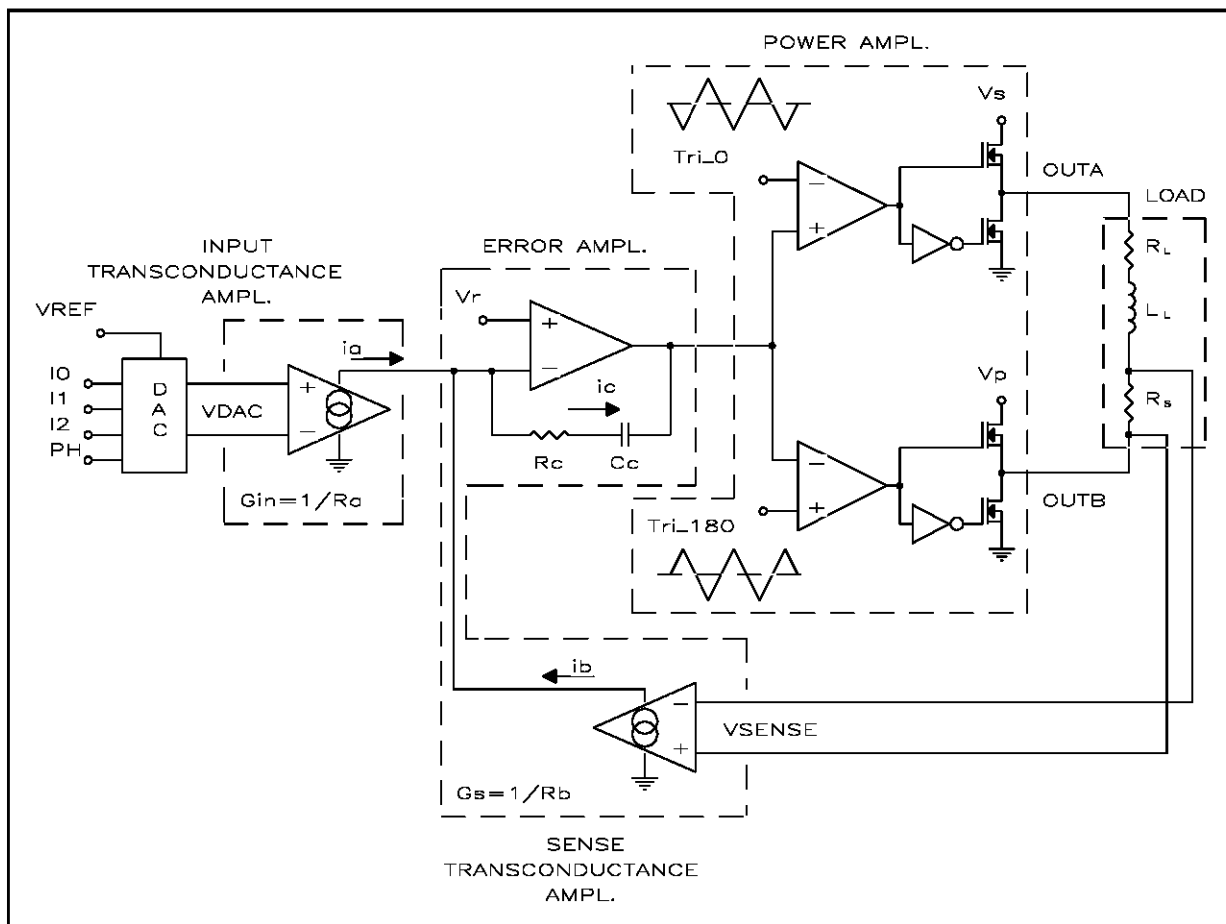 POWER AMPL.
Vs
Tri_0
OUTA
LOAD
INPUT
TRANSCONDUCTANCE
AMPL.
ERROR AMPL.
RL
VREF
Vr
LL
ia
I0
I1
I2
PH
DAC
VDAC
+
−
ic
Rc
Cc
Vp
Rs
Gin=1/Ra
Tri_180
OUTB
ib
VSENSE
Gs=1/Rb
SENSE
TRANSCONDUCTANCE
AMPL.